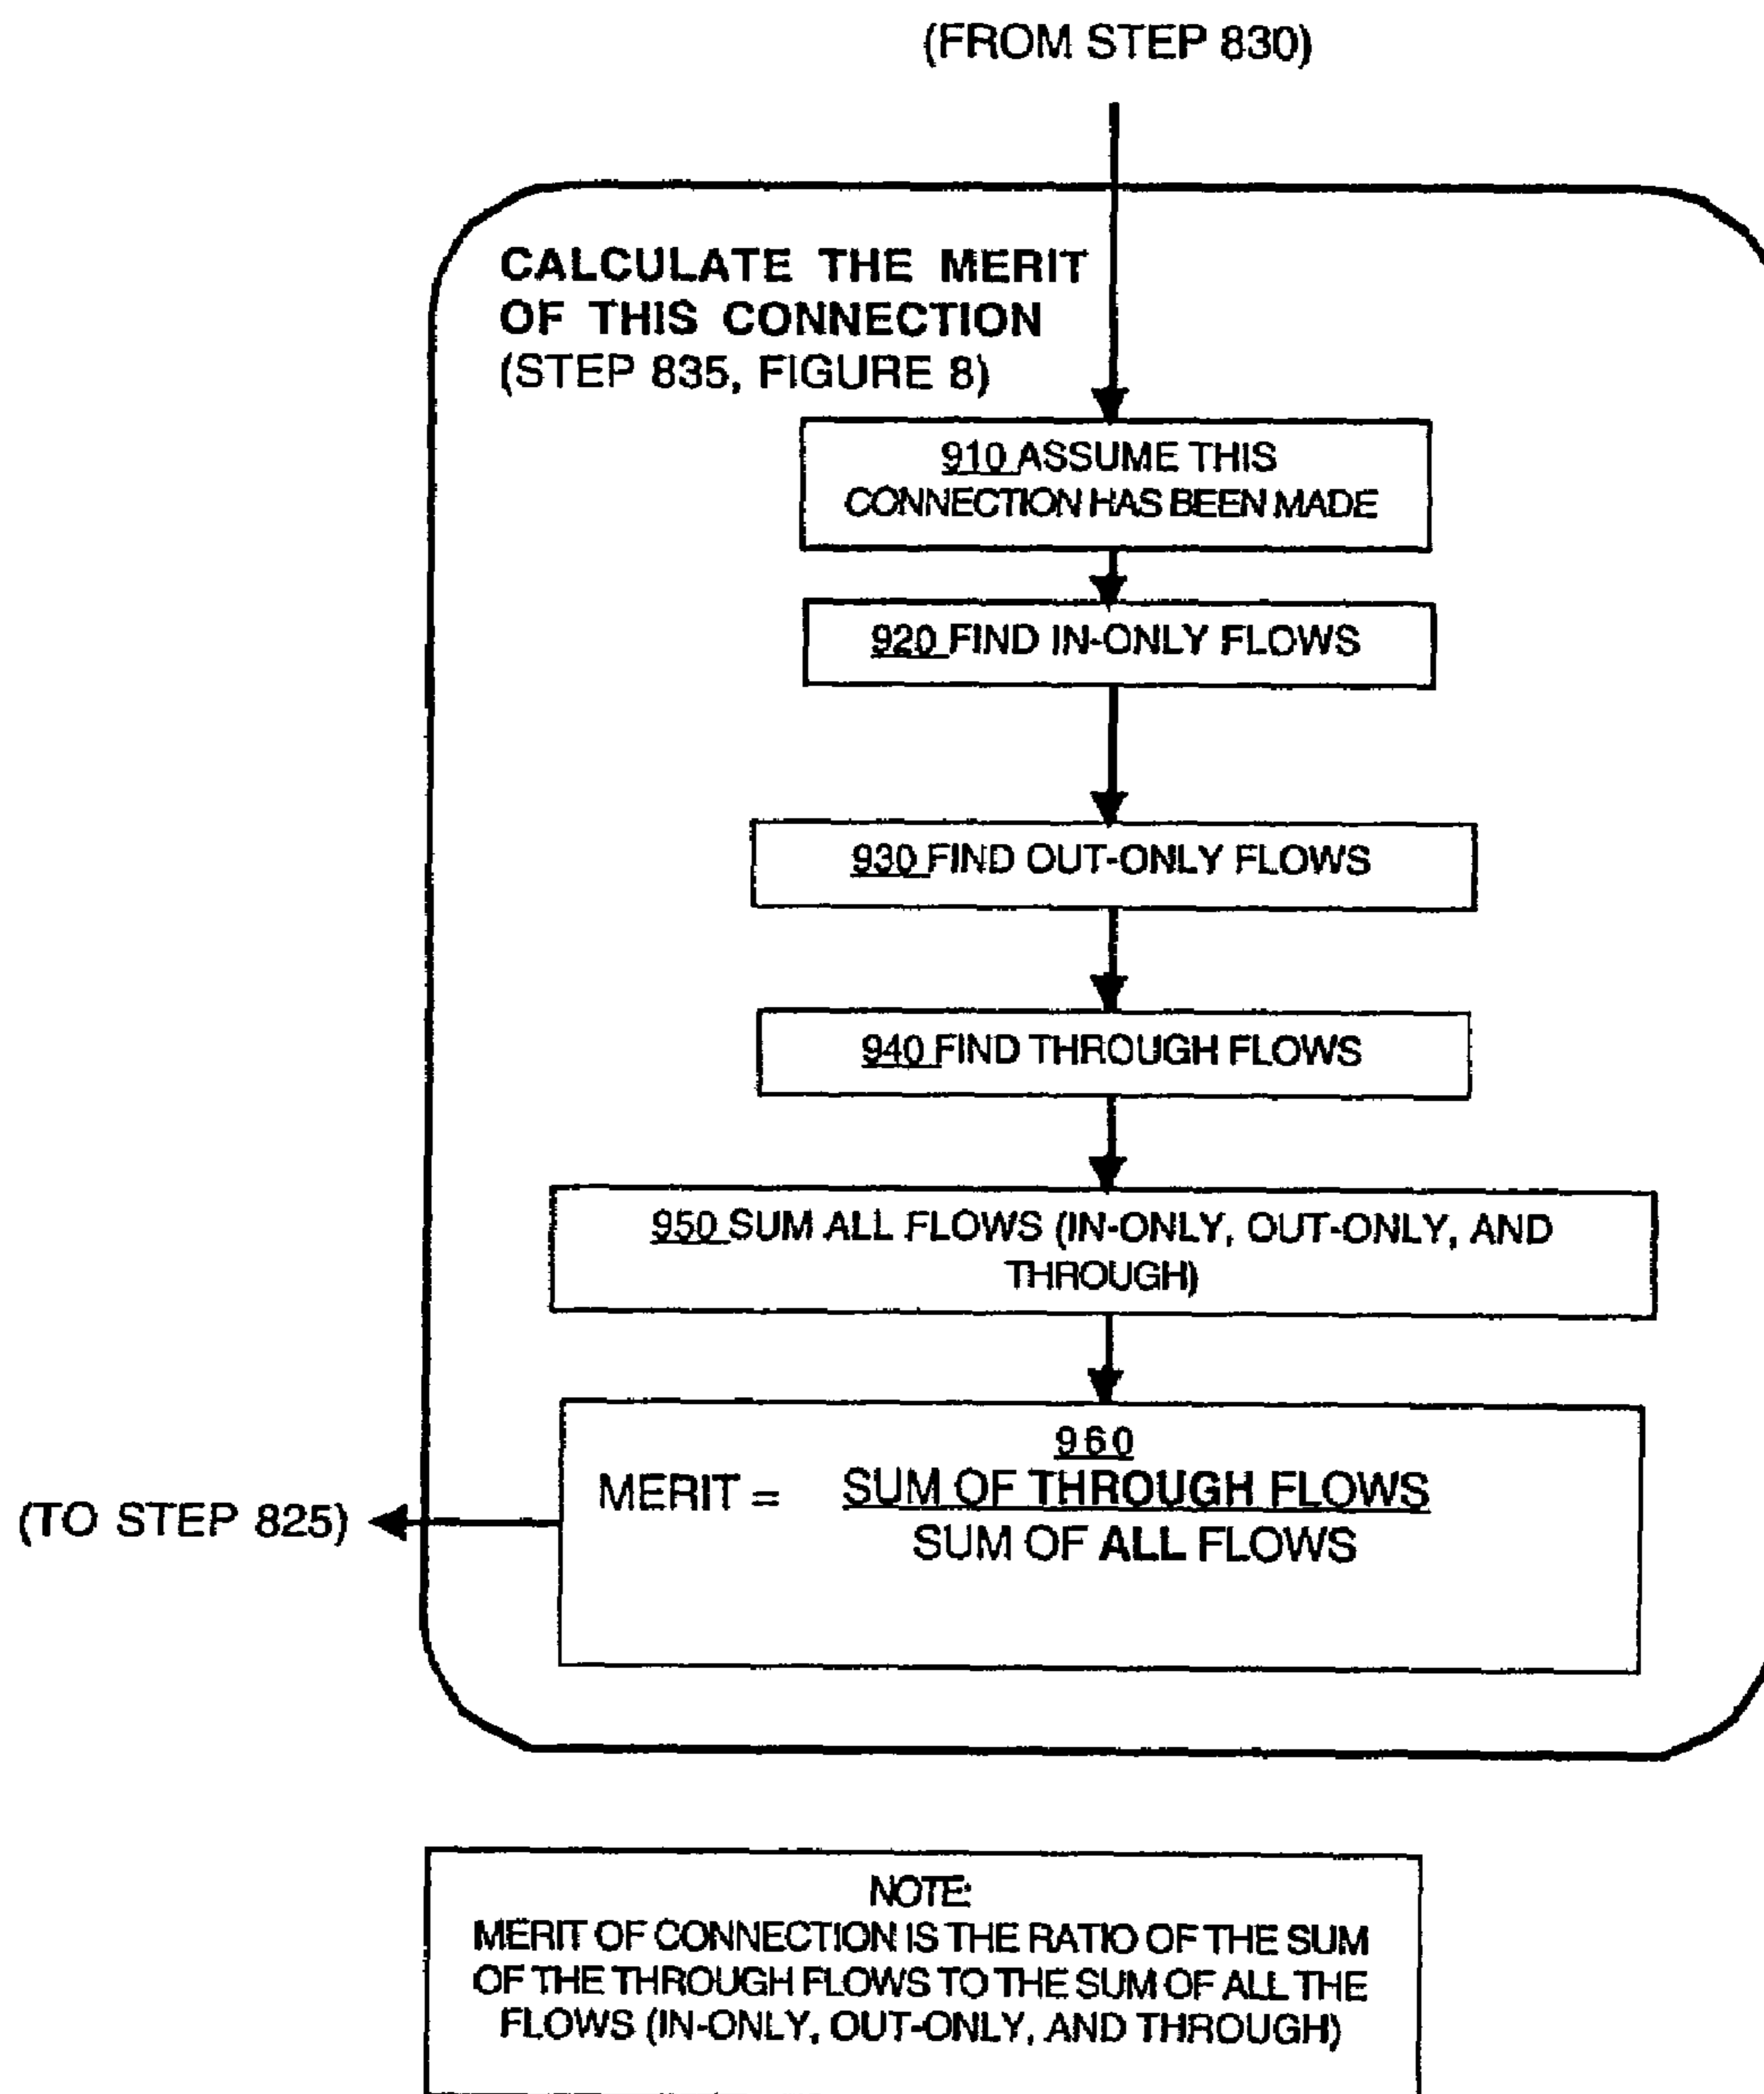 (FROM STEP 830)
CALCULATE THE MERIT
OF THIS CONNECTION
(STEP 835, FIGURE 8)
910 ASSUME THIS
CONNECTION HAS BEEN MADE
920 FIND IN-ONLY FLOWS
930 FIND OUT-ONLY FLOWS
940 FIND THROUGH FLOWS
950 SUM ALL FLOWS (IN-ONLY, OUT-ONLY, AND
THROUGH)
960
MERIT = SUM OF THROUGH FLOWS
SUM OF ALL FLOWS
(TO STEP 825)
NOTE:
MERIT OF CONNECTION IS THE RATIO OF THE SUM
OF THE THROUGH FLOWS TO THE SUM OF ALL THE
FLOWS (IN-ONLY, OUT-ONLY, AND THROUGH)